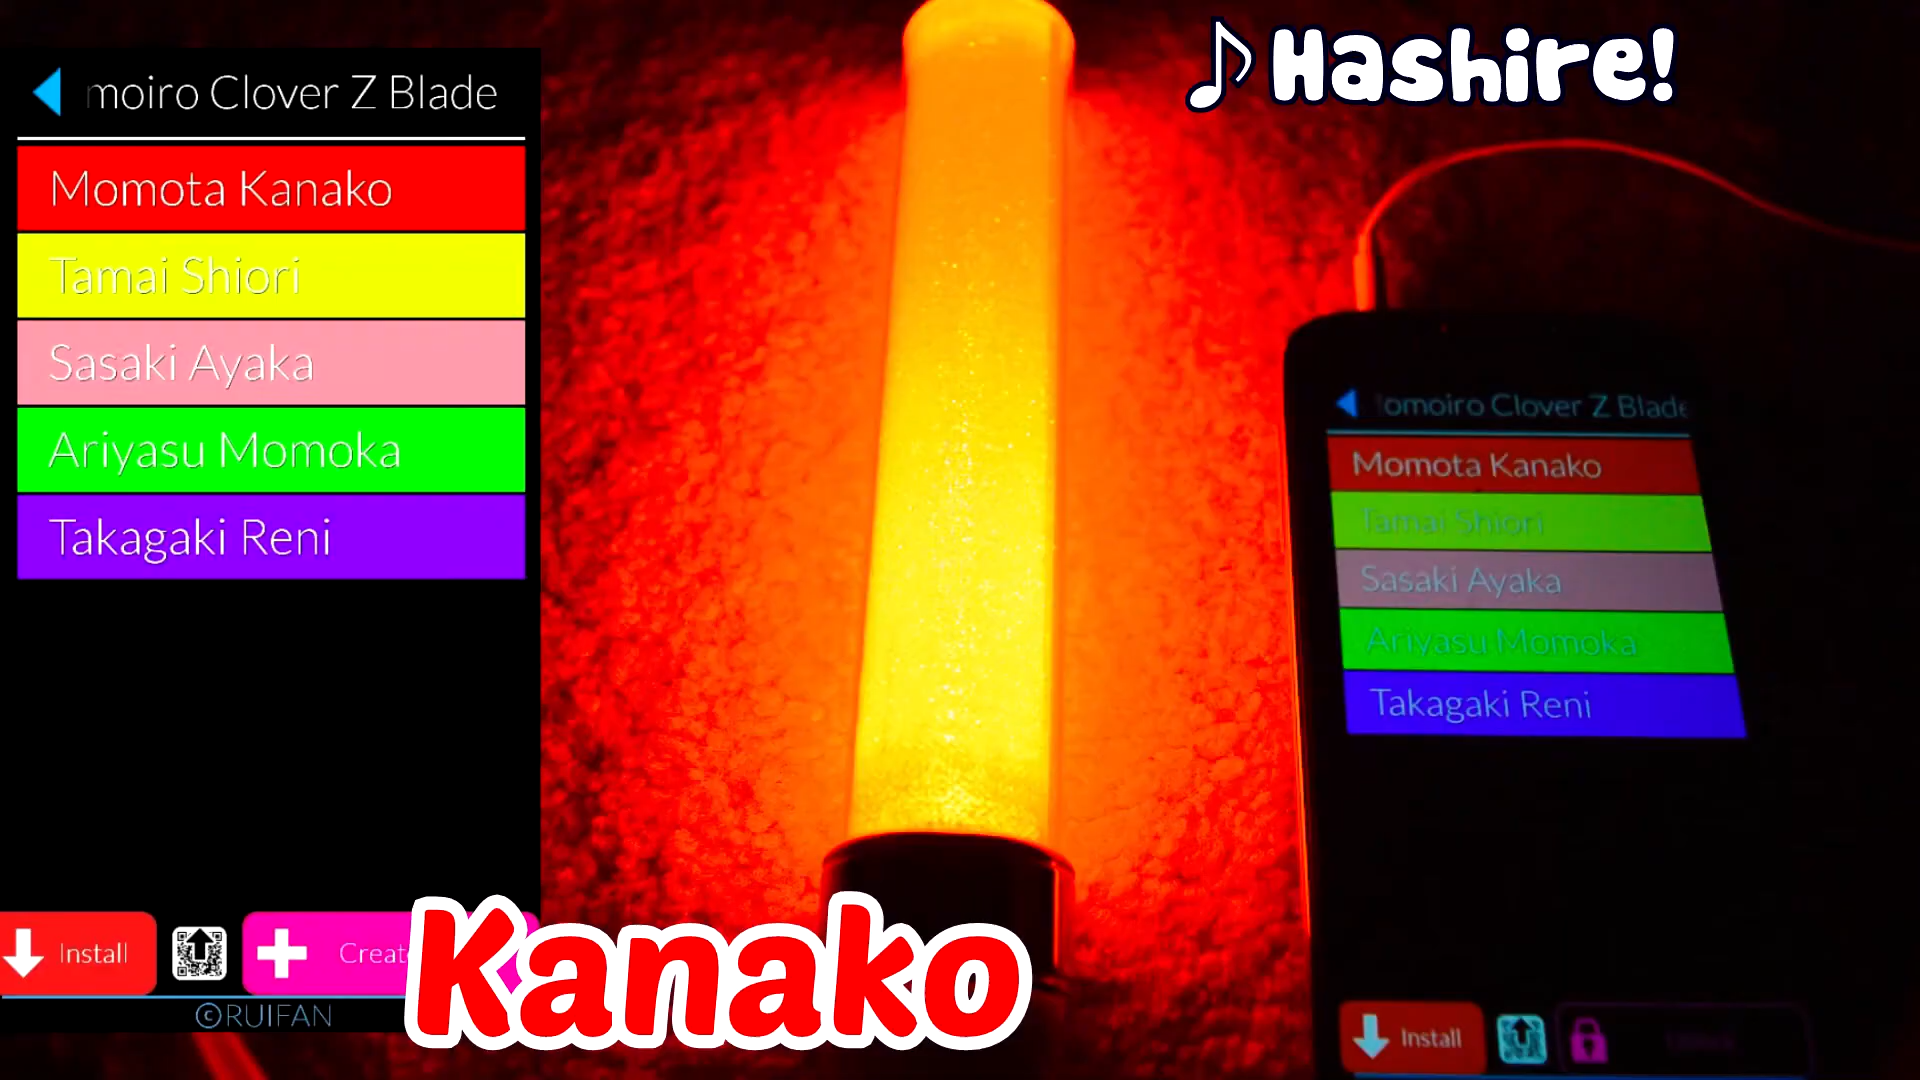 moiro Clover Z Blade
Momota Kanako
Tamai Shiori
Sasaki Ayaka
Ariyasu Momoka
Takagaki Reni
Install
Creat
©RUIFAN
♪Hashire!
omoiro Clover Z Blade
Momota Kanako
Tamai Shiori
Sasaki Ayaka
Ariyasu Momoka
Takagaki Reni
Install
Kanako